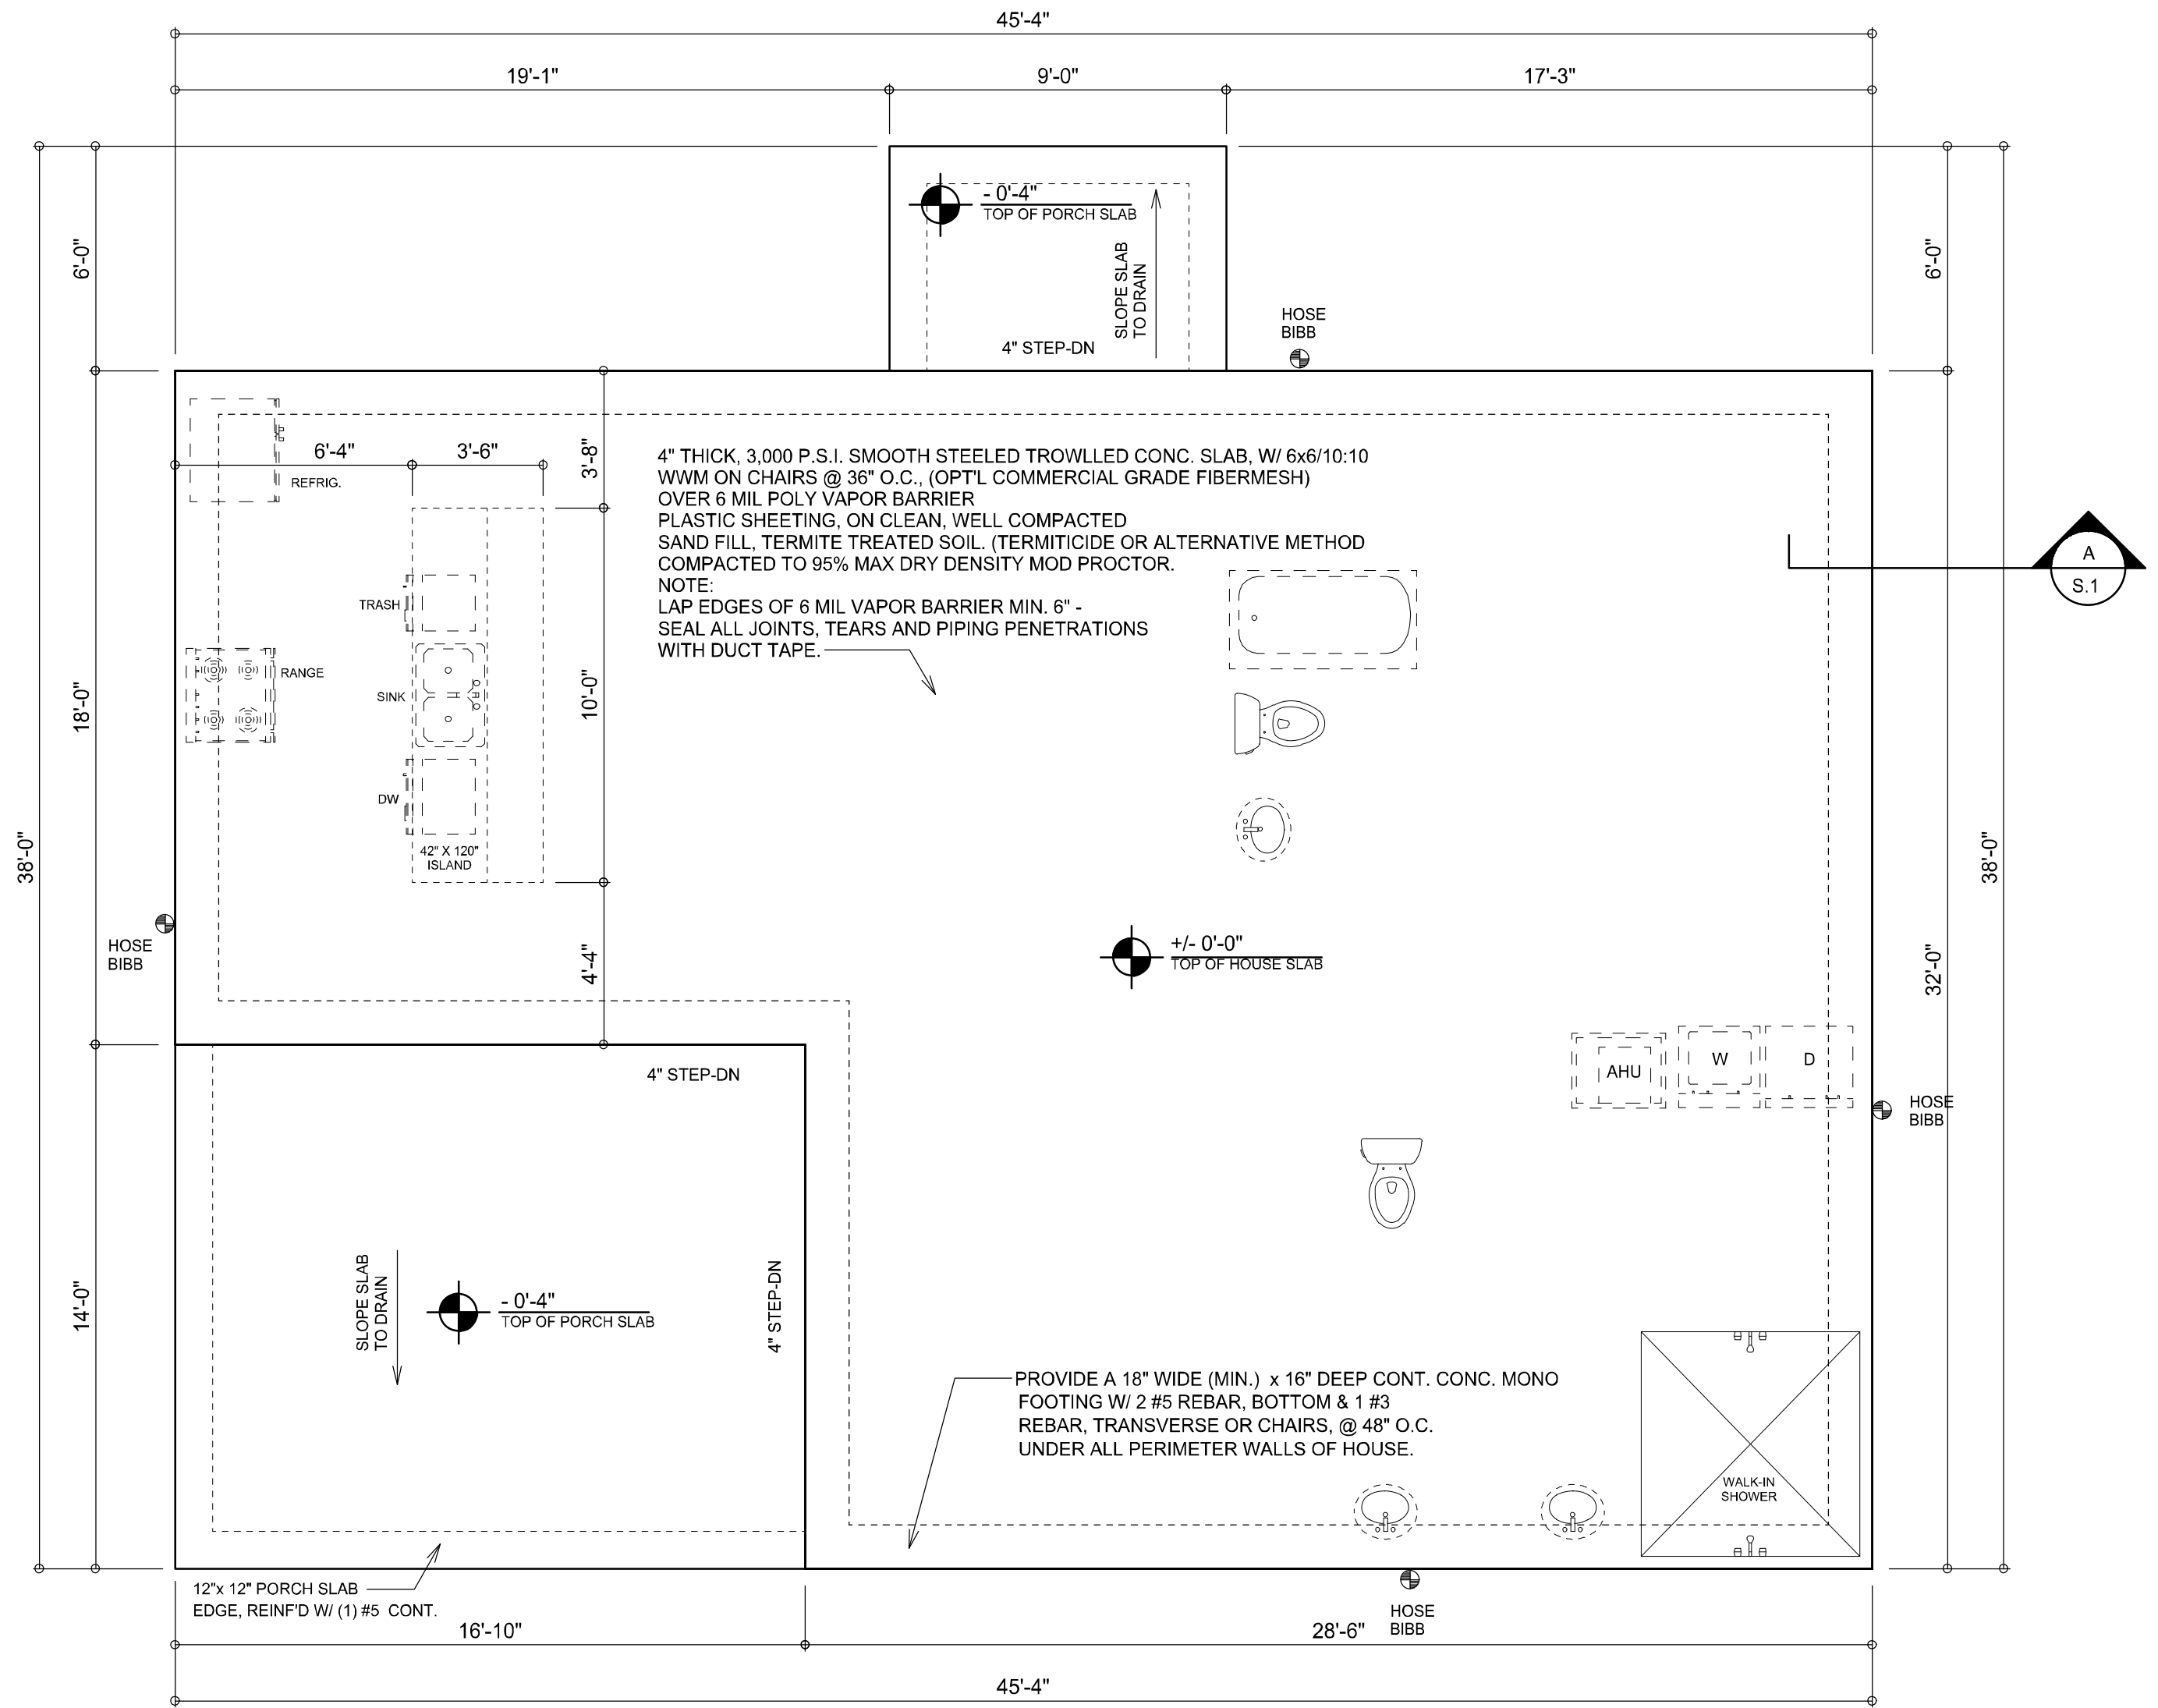 45'-4"
19'-1"
9'-0"
17'-3"
6'-0"
- 0'-4"
TOP OF PORCH SLAB
SLOPE SLAB
TO DRAIN
4" STEP-DN
6'-0"
HOSE
BIBB
6'-4"
3'-6"
3'-8"
REFRIG.
4" THICK, 3,000 P.S.I. SMOOTH STEELED TROWLLED CONC. SLAB, W/ 6x6/10:10
WWM ON CHAIRS @ 36" O.C., (OPT'L COMMERCIAL GRADE FIBERMESH)
OVER 6 MIL POLY VAPOR BARRIER
PLASTIC SHEETING, ON CLEAN, WELL COMPACTED
SAND FILL, TERMITE TREATED SOIL. (TERMITICIDE OR ALTERNATIVE METHOD
COMPACTED TO 95% MAX DRY DENSITY MOD PROCTOR.
NOTE:
LAP EDGES OF 6 MIL VAPOR BARRIER MIN. 6" -
SEAL ALL JOINTS, TEARS AND PIPING PENETRATIONS
WITH DUCT TAPE.
A
S.1
TRASH
RANGE
SINK
18'-0"
10'-0"
DW
42" X 120"
ISLAND
38'-0"
38'-0"
HOSE
BIBB
4'-4"
+/- 0'-0"
TOP OF HOUSE SLAB
32'-0"
AHU
W
D
4" STEP-DN
HOSE
BIBB
14'-0"
SLOPE SLAB
TO DRAIN
- 0'-4"
TOP OF PORCH SLAB
4" STEP-DN
PROVIDE A 18" WIDE (MIN.) x 16" DEEP CONT. CONC. MONO
FOOTING W/ 2 #5 REBAR, BOTTOM & 1 #3
REBAR, TRANSVERSE OR CHAIRS, @ 48" O.C.
UNDER ALL PERIMETER WALLS OF HOUSE.
WALK-IN
SHOWER
12"x 12" PORCH SLAB
EDGE, REINF'D W/ (1) #5 CONT.
HOSE
BIBB
16'-10"
28'-6"
45'-4"